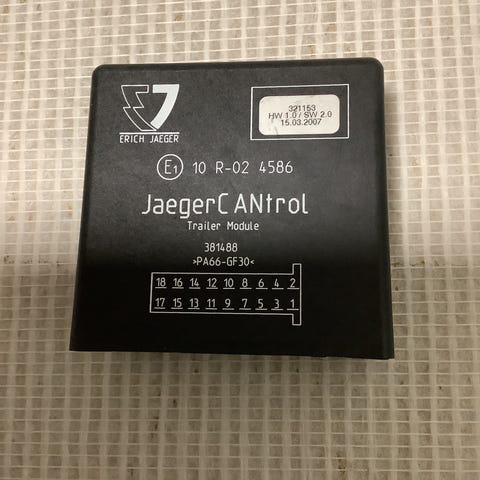 ERICH JAEGER
321153
HW 1.0 / SW 2.0
15.03.2007
E1 10 R-02 4586
JaegerCANtrol
Trailer Module
381488
>PA66-GF30<
18 16 14 12 10 8 6 4 2
17 15 13 11 9 7 5 3 1